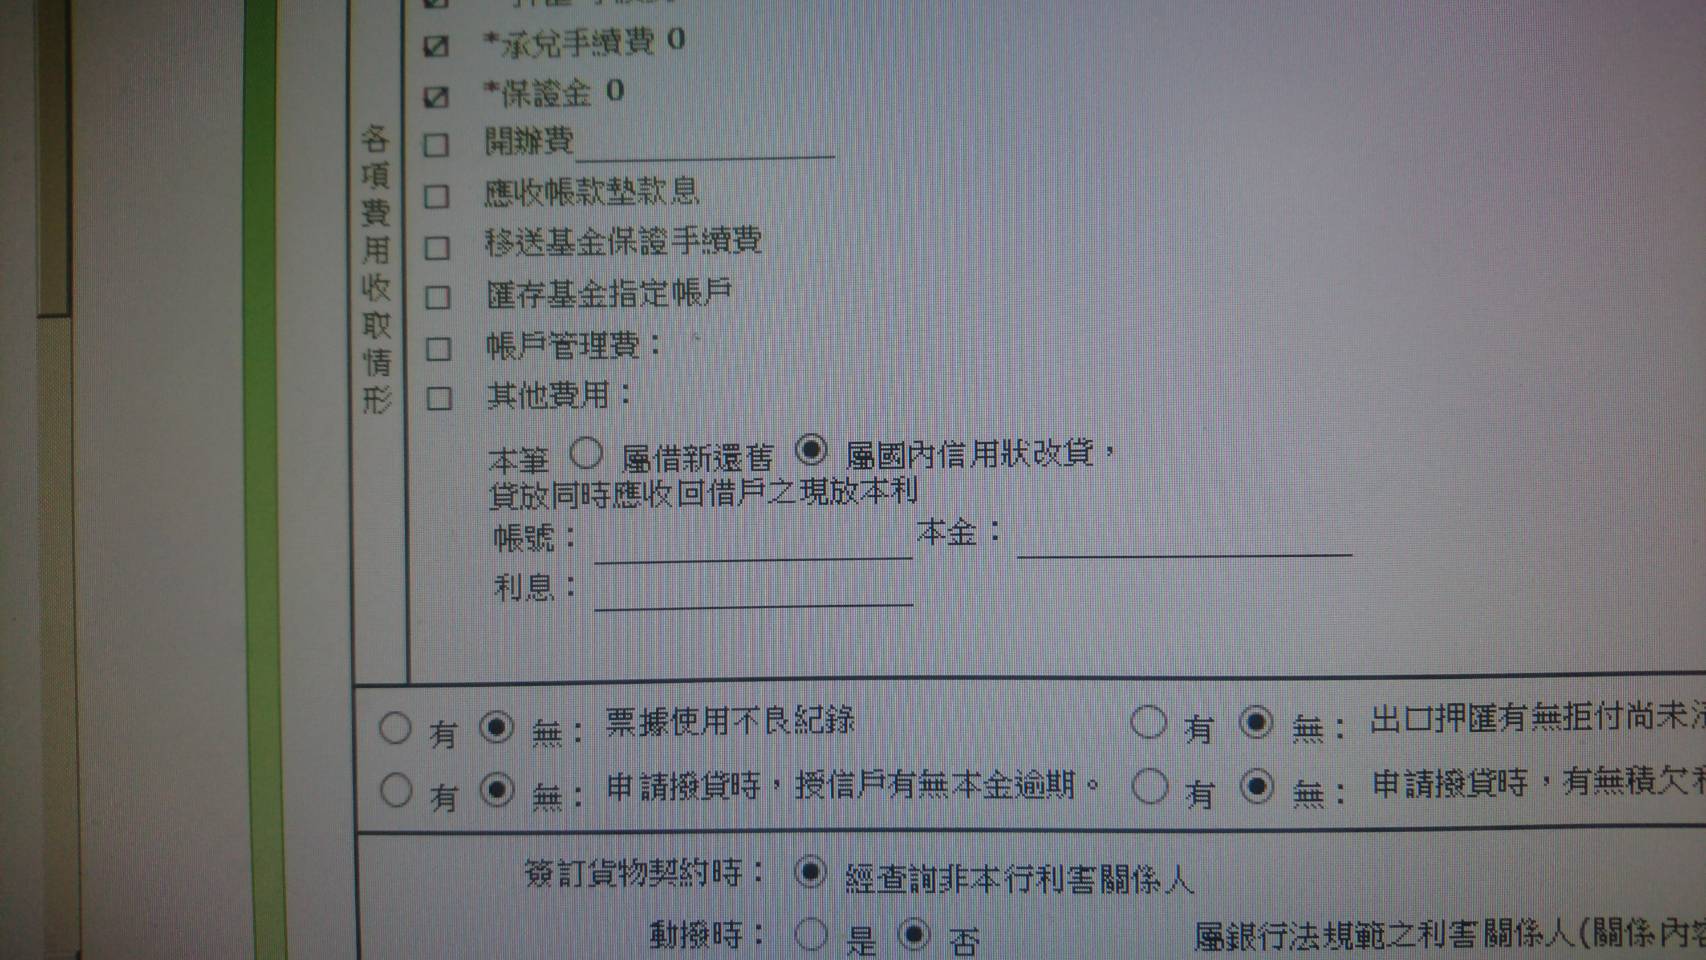 *承兌手續費 0
*保證金 0
開辦費
應收帳款墊款息
移送基金保證手續費
匯存基金指定帳戶
帳戶管理費：
其他費用：
各項費用收取情形
本筆 屬借新還舊 屬國內信用狀改貸，
貸放同時應收回借戶之現放本利
帳號： 本金：
利息：
有 無： 票據使用不良紀錄 有 無： 出口押匯有無拒付尚未
有 無： 申請撥貸時，授信戶有無本金逾期。 有 無： 申請撥貸時，有無積欠
簽訂貨物契約時： 經查詢非本行利害關係人
動撥時： 是 否 屬銀行法規範之利害關係人(關係內